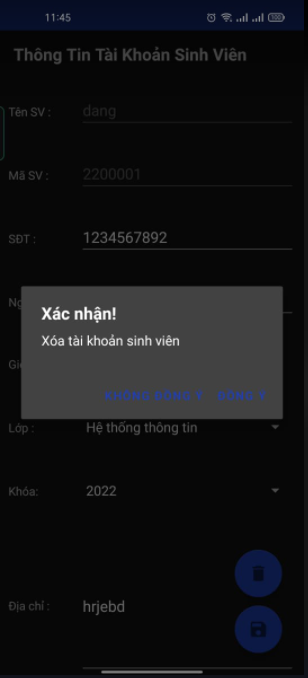 11:45
Thông Tin Tài Khoản Sinh Viên
Tên SV : dang
Mã SV : 2200001
SĐT : 1234567892
Ng
Xác nhận!
Xóa tài khoản sinh viên
Giớ
KHÔNG ĐỒNG Ý ĐỒNG Ý
Lớp : Hệ thống thông tin
Khóa: 2022
Địa chỉ : hrjebd